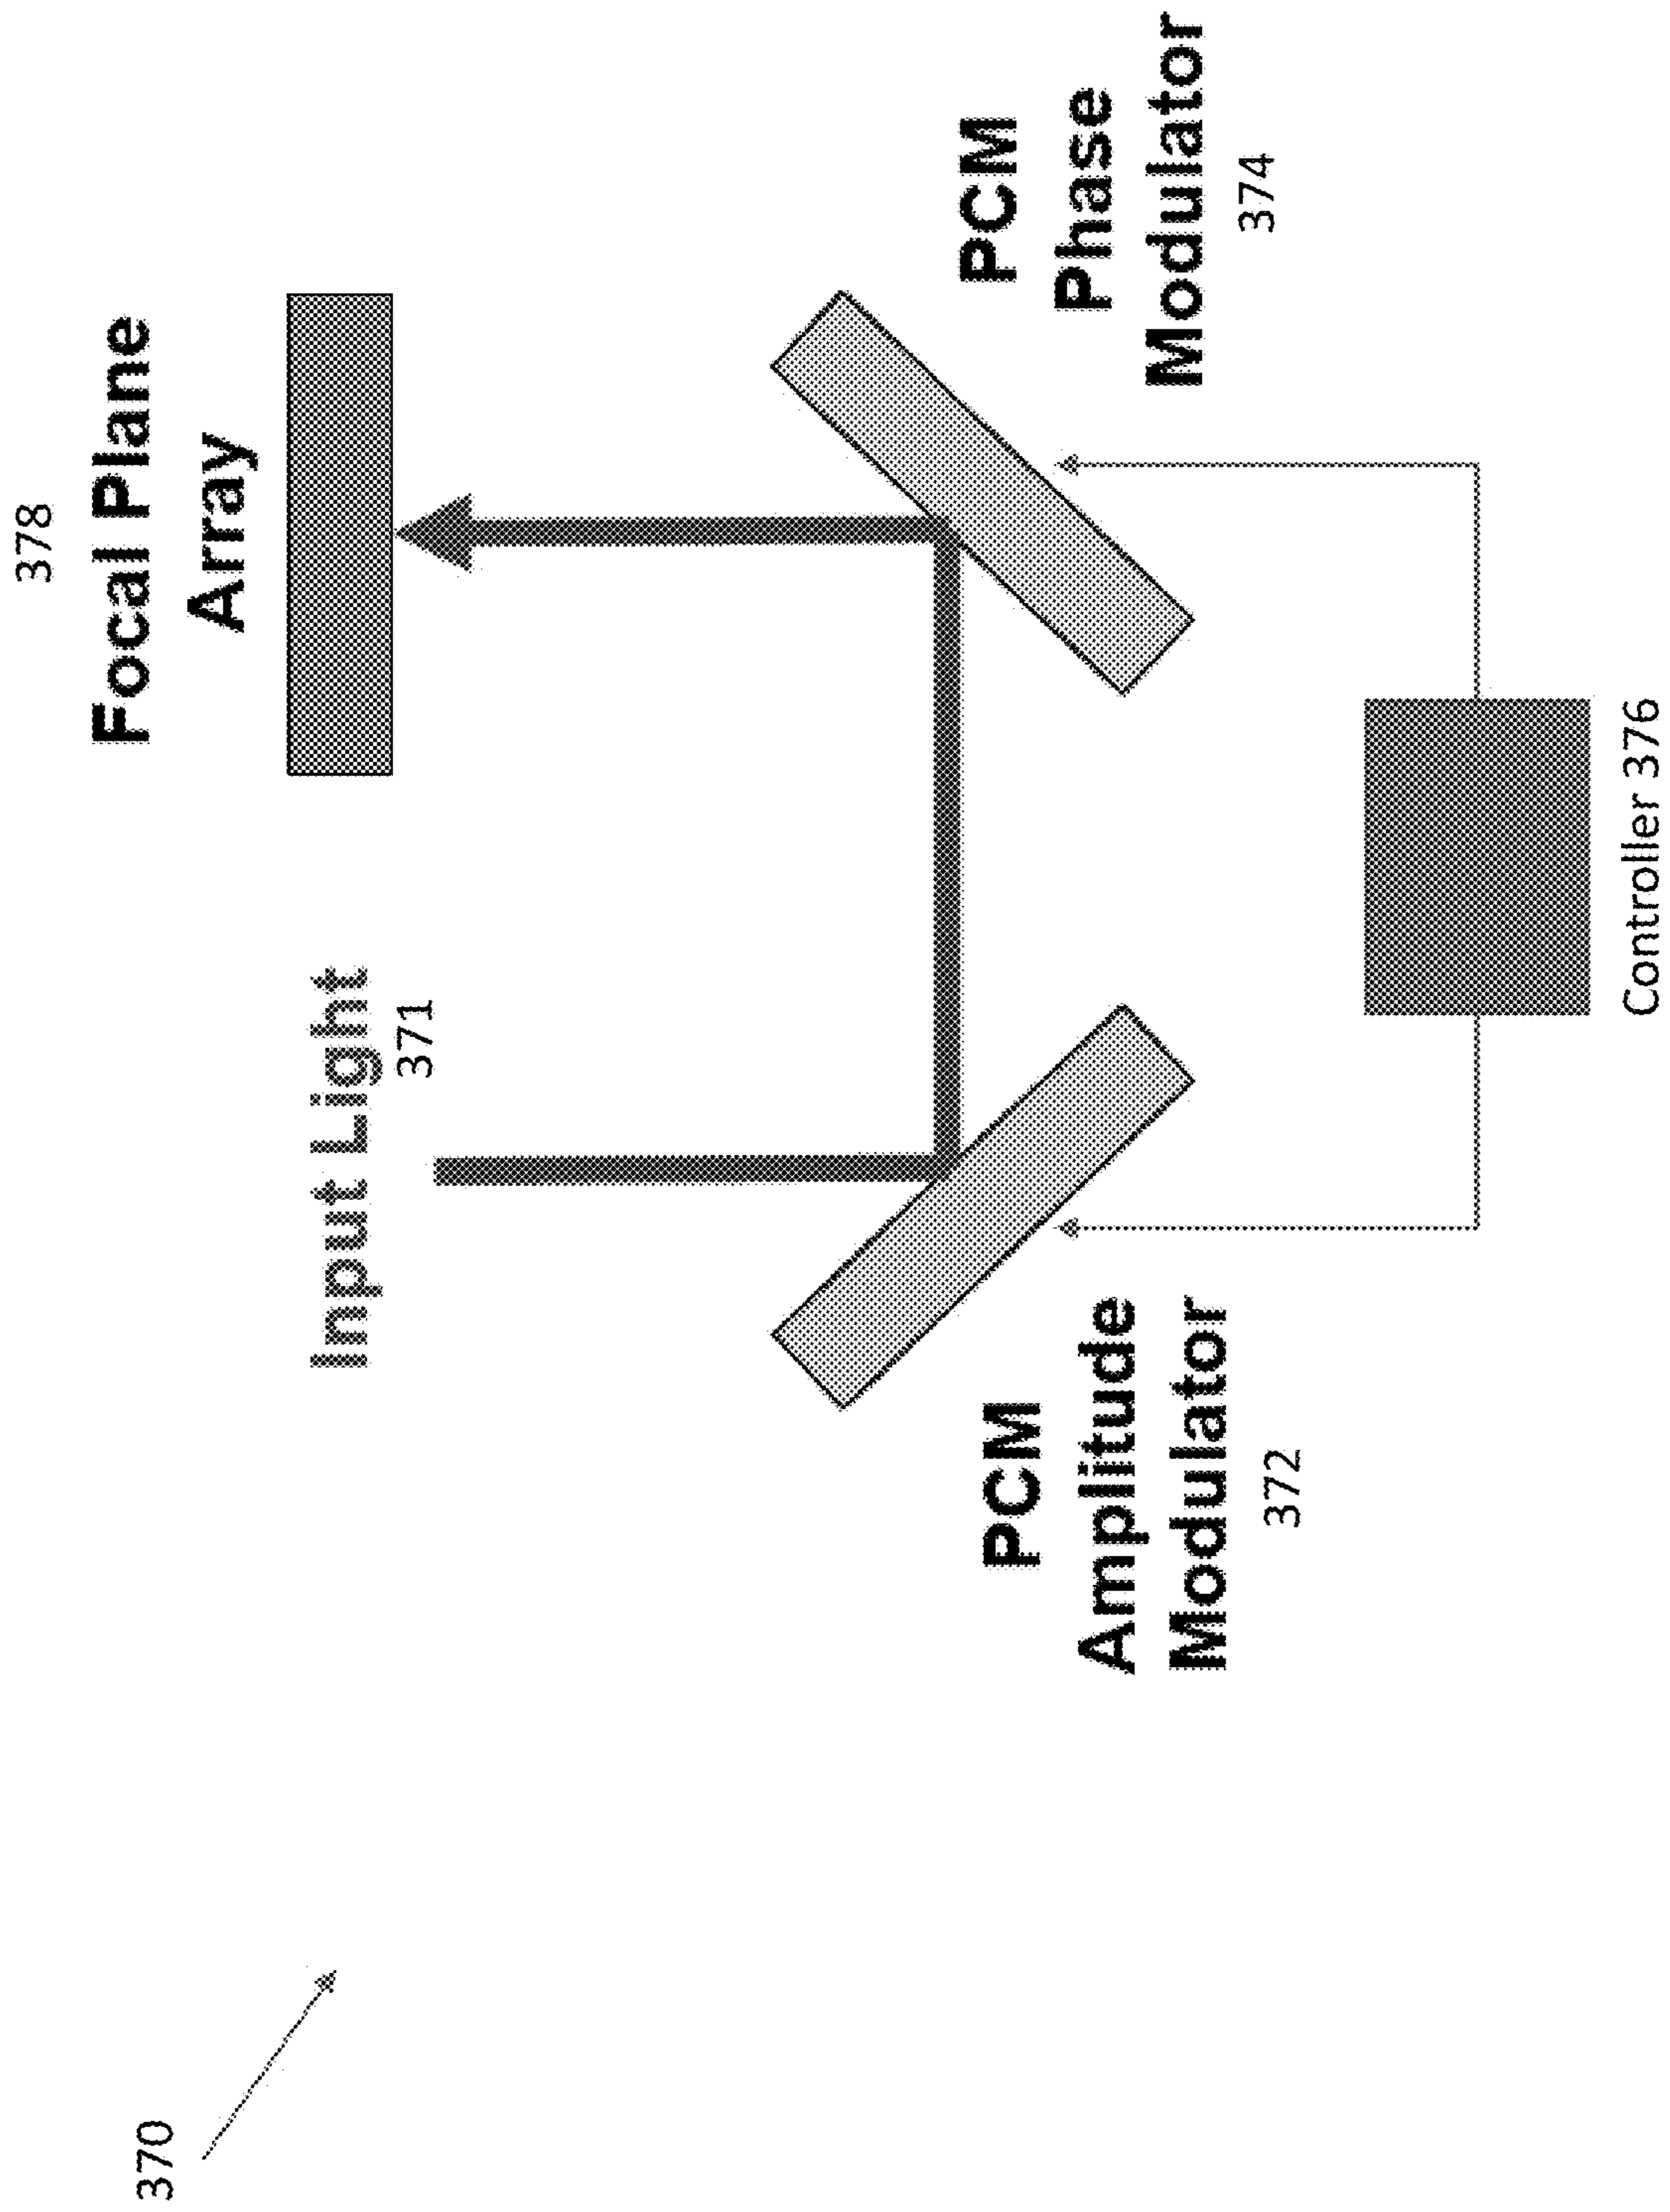 370
Input Light
371
378
Focal Plane
Array
PCM
Amplitude
Modulator
372
PCM
Phase
Modulator
374
Controller 376